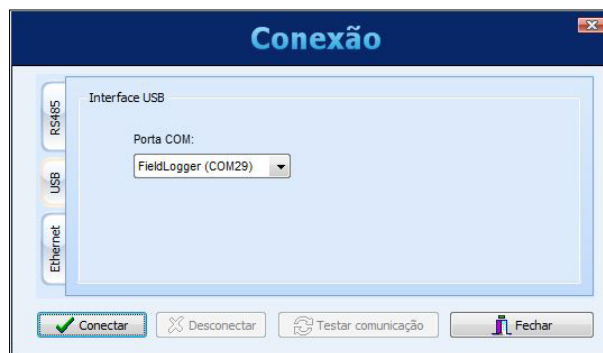 Conexão
RS485
USB
Ethernet
Interface USB
Porta COM:
FieldLogger (COM29)
Conectar
Desconectar
Testar comunicação
Fechar